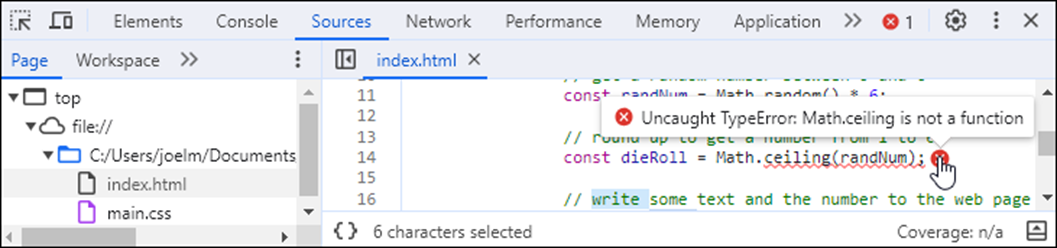 Elements Console Sources Network Performance Memory Application 1
Page Workspace index.html
top
file://
C:/Users/joelm/Documents
index.html
main.css
11 const randNum = Math.random() * 6;
12
Uncaught TypeError: Math.ceiling is not a function
13 // round up to get a number from 1 to
14 const dieRoll = Math.ceiling(randNum);
15
16 // write some text and the number to the web page
{} 6 characters selected Coverage: n/a